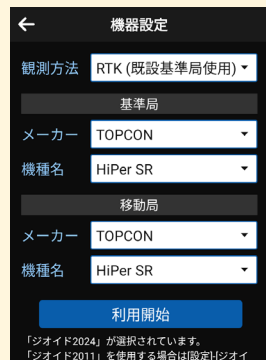 機器設定
観測方法 RTK (既設基準局使用)
基準局
メーカー TOPCON
機種名 HiPer SR
移動局
メーカー TOPCON
機種名 HiPer SR
利用開始
「ジオイド2024」が選択されています。
「ジオイド2011」を使用する場合は[設定]-[ジオイ